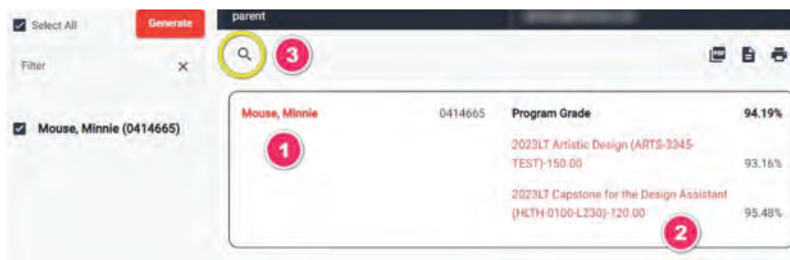 Select All
Generate
Filter
Mouse, Minnie (0414665)
parent
3
PDF
Mouse, Minnie
0414665
Program Grade
94.19%
1
2023LT Artistic Design (ARTS-3345-
TEST)-150.00
93.16%
2023LT Capstone for the Design Assistant
(HLTH-0100-L230)-120.00
95.48%
2